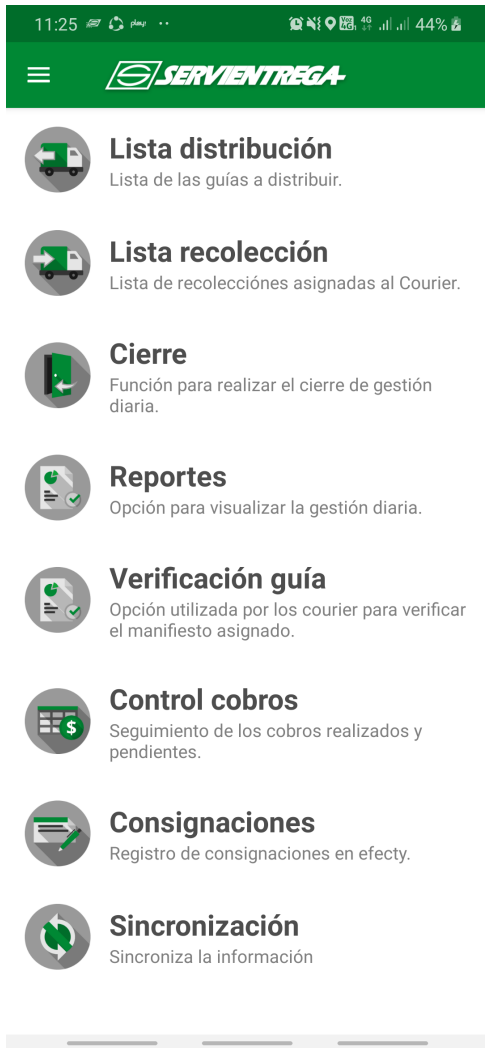 11:25 play: 4G 44%
SERVIENTREGA
Lista distribución
Lista de las guías a distribuir.
Lista recolección
Lista de recolecciónes asignadas al Courier.
Cierre
Función para realizar el cierre de gestión
diaria.
Reportes
Opción para visualizar la gestión diaria.
Verificación guía
Opción utilizada por los courier para verificar
el manifiesto asignado.
Control cobros
Seguimiento de los cobros realizados y
pendientes.
$
Consignaciones
Registro de consignaciones en efecty.
Sincronización
Sincroniza la información